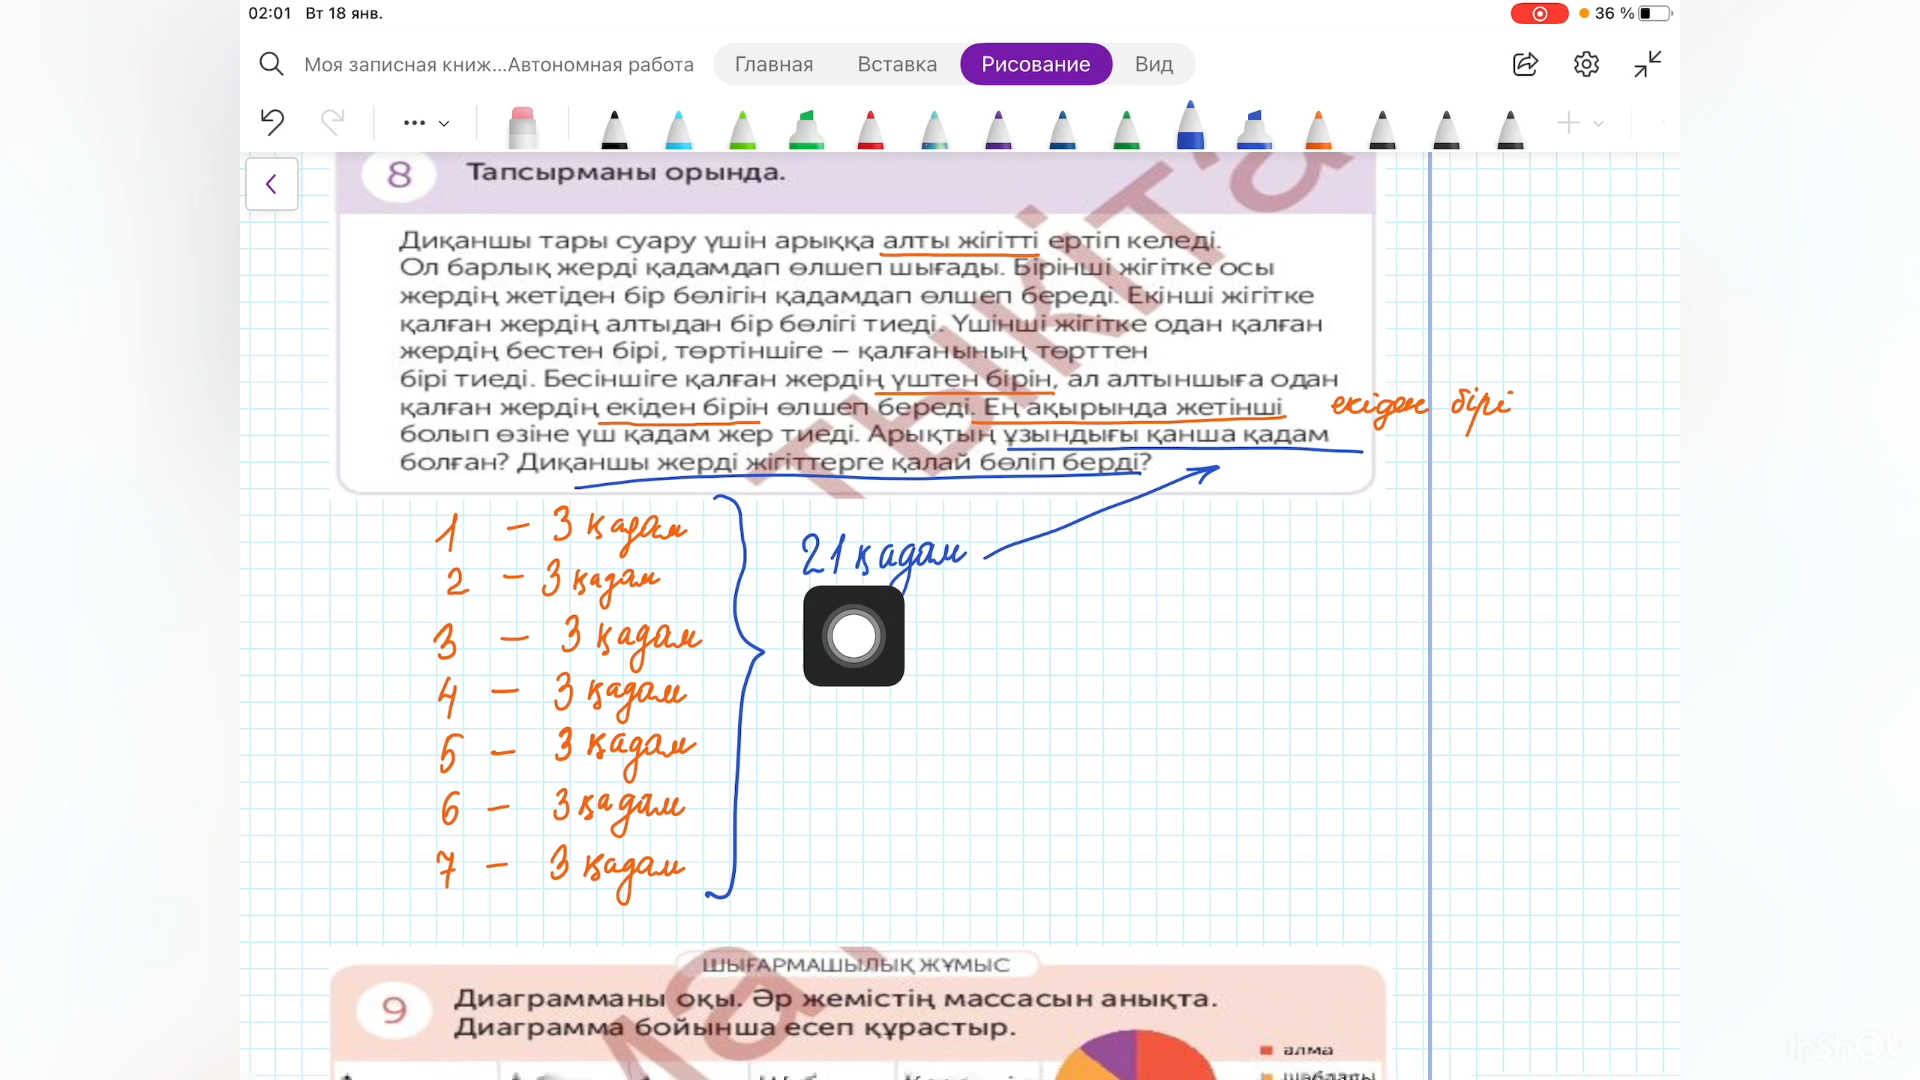 02:01 Вт 18 янв.
36 %
Моя записная книж...Автономная работа
Главная Вставка Рисование Вид
8 Тапсырманы орында.
Диқаншы тары суару үшін арыққа алты жігітті ертіп келеді.
Ол барлық жерді қадамдап өлшеп шығады. Бірінші жігітке осы
жердің жетіден бір бөлігін қадамдап өлшеп береді. Екінші жігітке
қалған жердің алтыдан бір бөлігі тиеді. Үшінші жігітке одан қалған
жердің бестен бірі, төртіншіге – қалғанының төрттен
бірі тиеді. Бесіншіге қалған жердің үштен бірін, ал алтыншыға одан
қалған жердің екіден бірін өлшеп береді. Ең ақырында жетінші
екіден бірі
болып өзіне үш қадам жер тиеді. Арықтың ұзындығы қанша қадам
болған? Диқаншы жерді жігіттерге қалай бөліп берді?
1 – 3 қадам
2 – 3 қадам
3 – 3 қадам
4 – 3 қадам
5 – 3 қадам
6 – 3 қадам
7 – 3 қадам
21 қадам
ШЫҒАРМАШЫЛЫҚ ЖҰМЫС
9 Диаграмманы оқы. Әр жемістің массасын анықта.
Диаграмма бойынша есеп құрастыр.
алма
InShOt